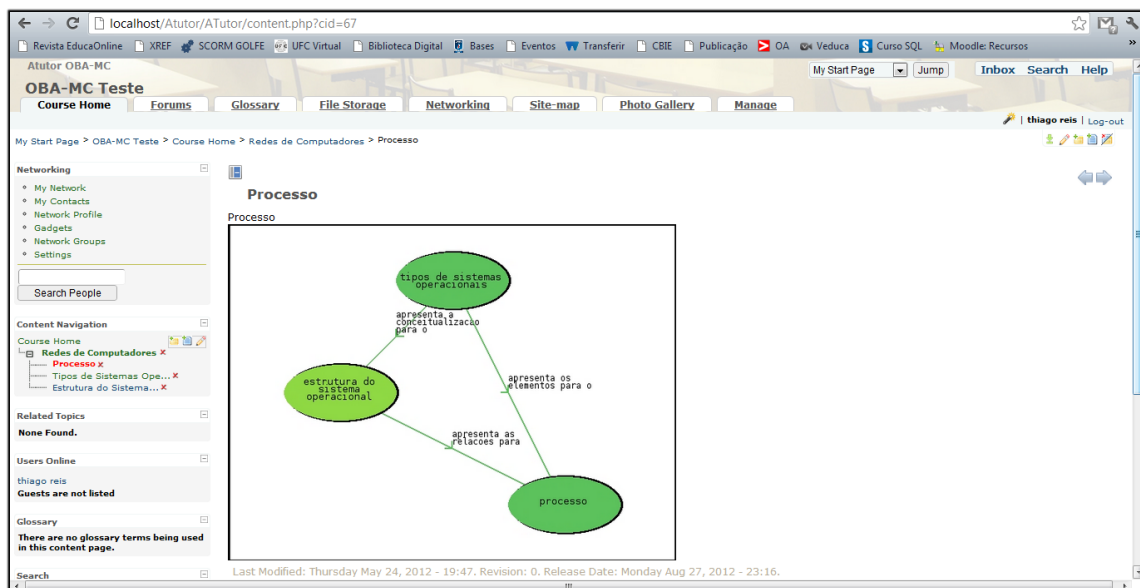 localhost/Atutor/ATutor/content.php?cid=67
Revista EducaOnline XREF SCORM GOLFE UFC Virtual Biblioteca Digital Bases Eventos Transferir CBIE Publicação OA Veduca Curso SQL Moodle: Recursos »
Atutor OBA-MC
My Start Page Jump Inbox Search Help
OBA-MC Teste
Course Home Forums Glossary File Storage Networking Site-map Photo Gallery Manage
| thiago reis | Log-out
My Start Page > OBA-MC Teste > Course Home > Redes de Computadores > Processo
Networking
My Network
My Contacts
Network Profile
Gadgets
Network Groups
Settings
Search People
Content Navigation
Course Home
Redes de Computadores x
Processo x
Tipos de Sistemas Ope... x
Estrutura do Sistema... x
Related Topics
None Found.
Users Online
thiago reis
Guests are not listed
Glossary
There are no glossary terms being used
in this content page.
Search
Processo
Processo
tipos de sistemas
operacionais
apresenta a
conceitualizacao
para o
estrutura do
sistema
operacional
apresenta os
elementos para o
apresenta as
relacoes para
processo
Last Modified: Thursday May 24, 2012 - 19:47. Revision: 0. Release Date: Monday Aug 27, 2012 - 23:16.